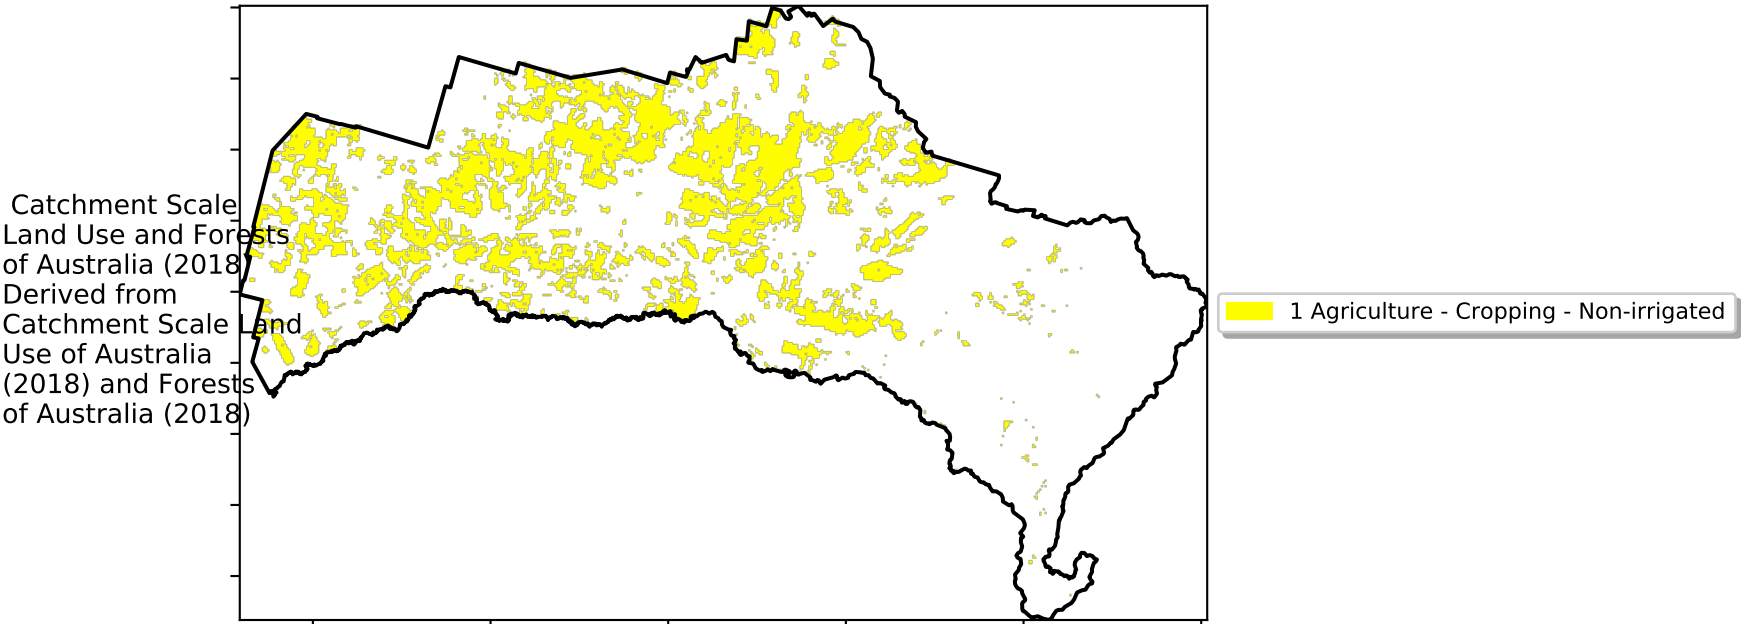 Catchment Scale
Land Use and Forests
of Australia (2018)
Derived from
Catchment Scale Land
Use of Australia
(2018) and Forests
of Australia (2018)
1 Agriculture - Cropping - Non-irrigated